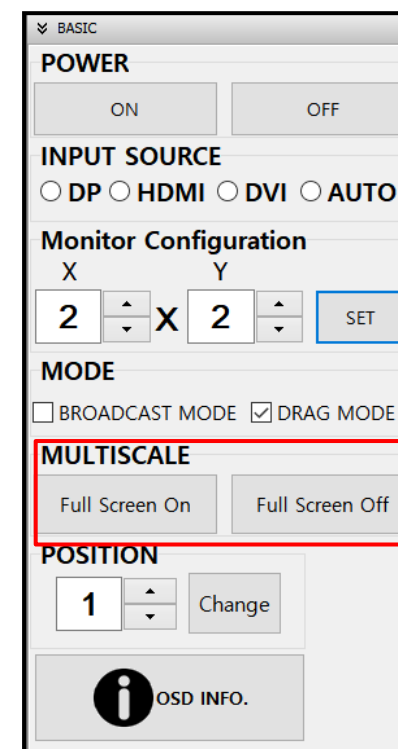 BASIC
POWER
ON OFF
INPUT SOURCE
DP HDMI DVI AUTO
Monitor Configuration
X Y
2 X 2 SET
MODE
BROADCAST MODE DRAG MODE
MULTISCALE
Full Screen On Full Screen Off
POSITION
1 Change
i OSD INFO.